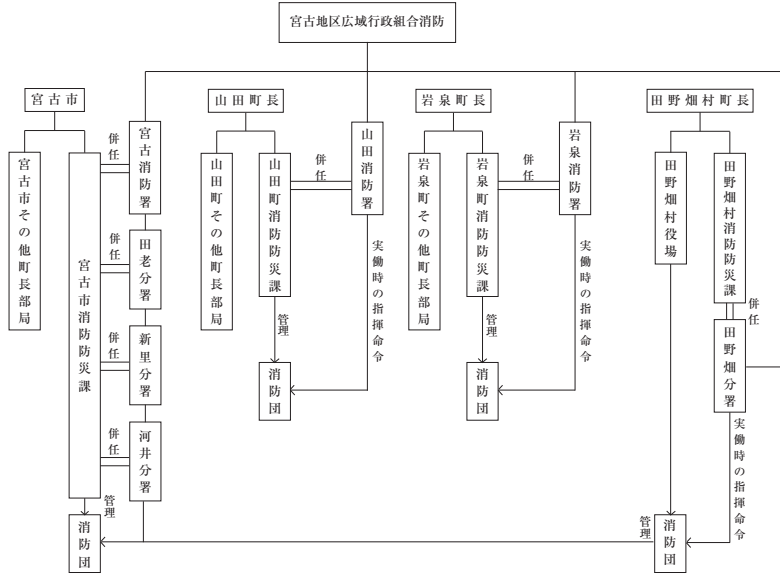 宮古地区広域行政組合消防
宮古市
宮古市その他町長部局
宮古市消防防災課
併任
宮古消防署
併任
田老分署
併任
新里分署
併任
河井分署
管理
消防団
山田町長
山田町その他町長部局
山田町消防防災課
併任
山田消防署
実働時の指揮命令
管理
消防団
岩泉町長
岩泉町その他町長部局
岩泉町消防防災課
併任
岩泉消防署
実働時の指揮命令
管理
消防団
田野畑村町長
田野畑村役場
田野畑村消防防災課
併任
田野畑分署
実働時の指揮命令
管理
消防団